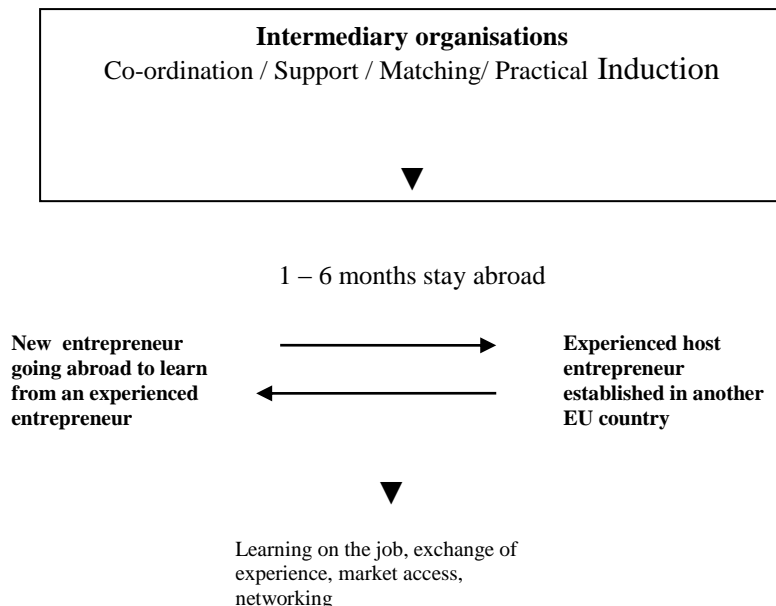 Intermediary organisations
Co-ordination / Support / Matching/ Practical Induction
1 – 6 months stay abroad
New entrepreneur
going abroad to learn
from an experienced
entrepreneur
Experienced host
entrepreneur
established in another
EU country
Learning on the job, exchange of
experience, market access,
networking